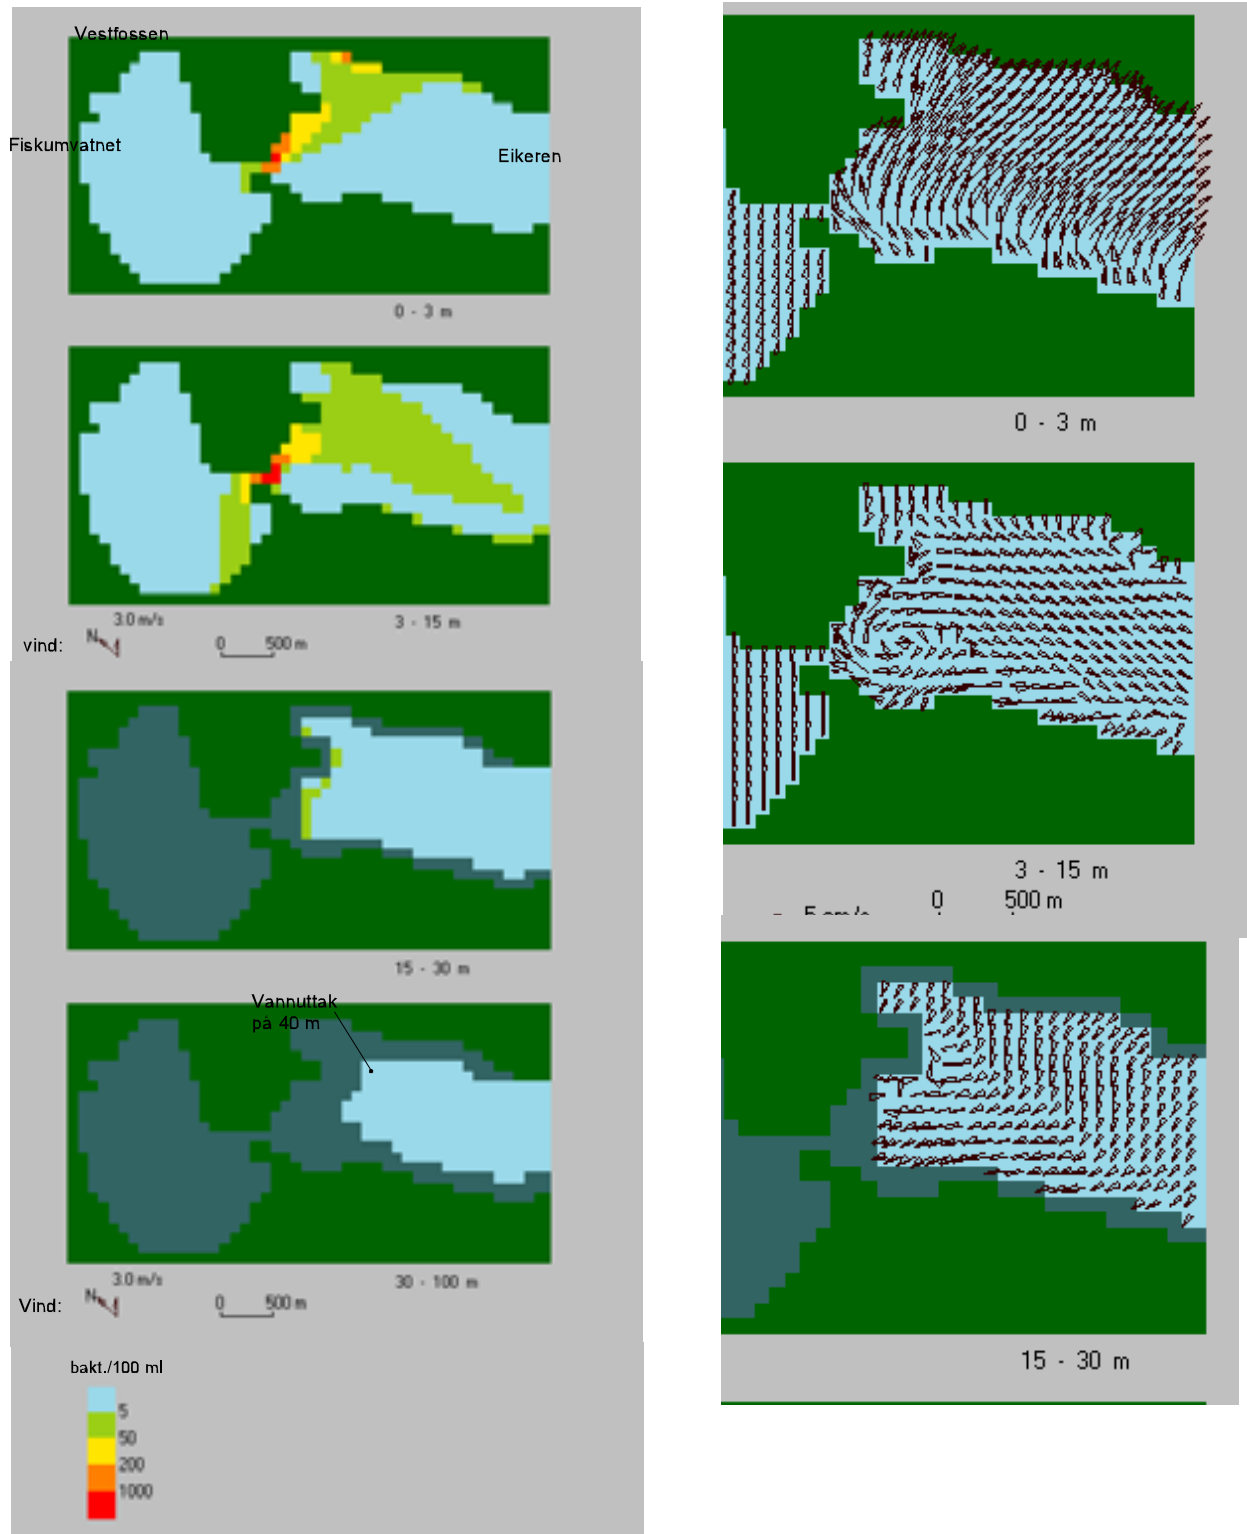 Vestfossen
Fiskumvatnet
Eikeren
0 - 3 m
3.0 m/s
3 - 15 m
vind:
N
0
500 m
15 - 30 m
Vannuttak
på 40 m
3.0 m/s
30 - 100 m
Vind:
N
0
500 m
bakt./100 ml
5
50
200
1000
0 - 3 m
3 - 15 m
0
500 m
5 cm/s
15 - 30 m